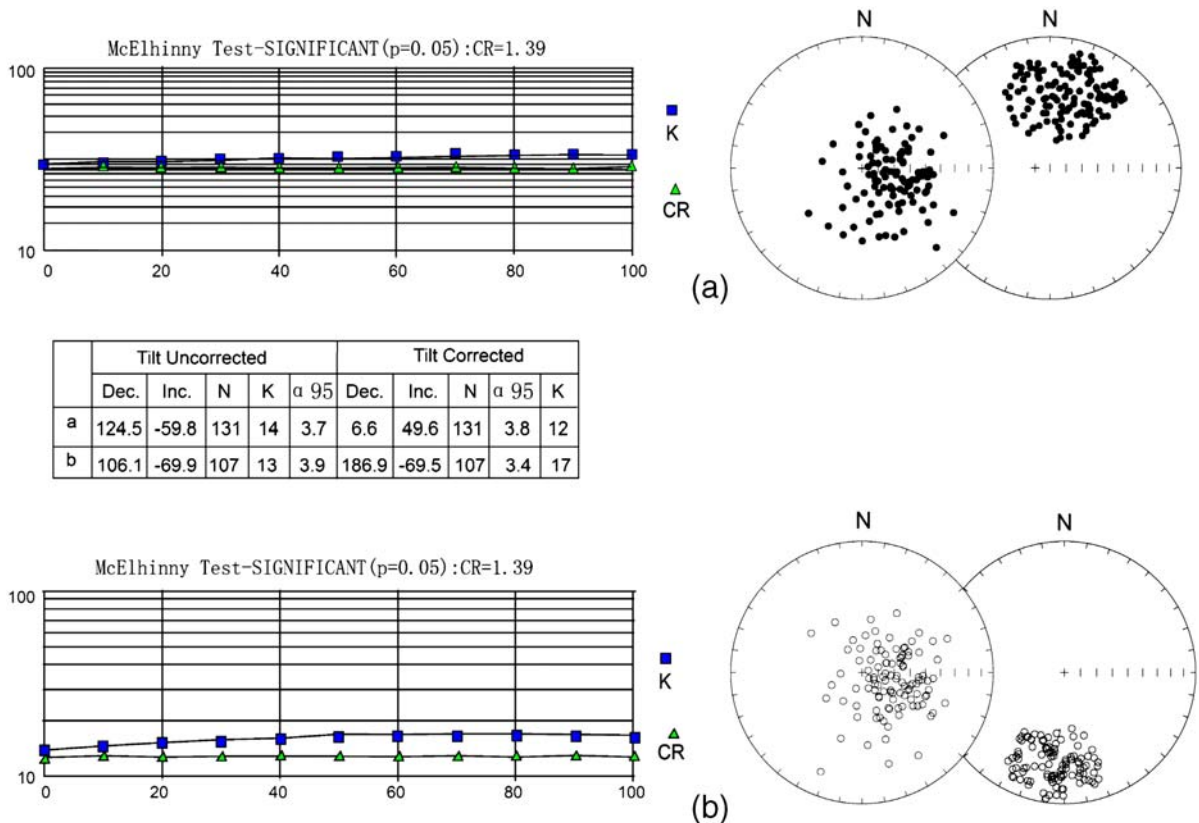 McElhinny Test-SIGNIFICANT(p=0.05):CR=1.39
100
10
0 20 40 60 80 100
K
CR
N N
(a)
Tilt Uncorrected Tilt Corrected
Dec. Inc. N K α 95 Dec. Inc. N α 95 K
a 124.5 -59.8 131 14 3.7 6.6 49.6 131 3.8 12
b 106.1 -69.9 107 13 3.9 186.9 -69.5 107 3.4 17
McElhinny Test-SIGNIFICANT(p=0.05):CR=1.39
100
10
0 20 40 60 80 100
K
CR
N N
(b)